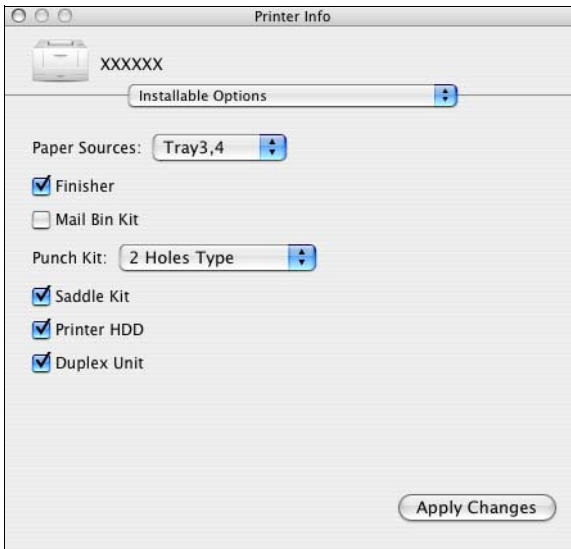 Printer Info
XXXXXX
Installable Options
Paper Sources: Tray3,4
Finisher
Mail Bin Kit
Punch Kit: 2 Holes Type
Saddle Kit
Printer HDD
Duplex Unit
Apply Changes